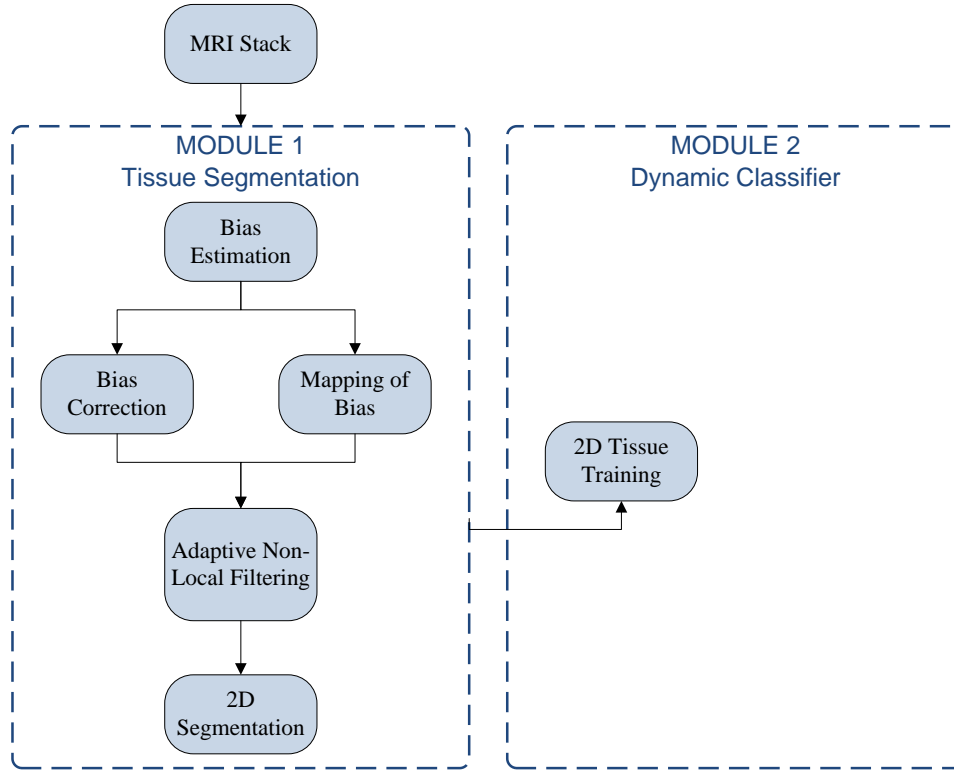 MRI Stack
MODULE 1
Tissue Segmentation
Bias
Estimation
Bias
Correction
Mapping of
Bias
Adaptive Non-
Local Filtering
2D
Segmentation
MODULE 2
Dynamic Classifier
2D Tissue
Training